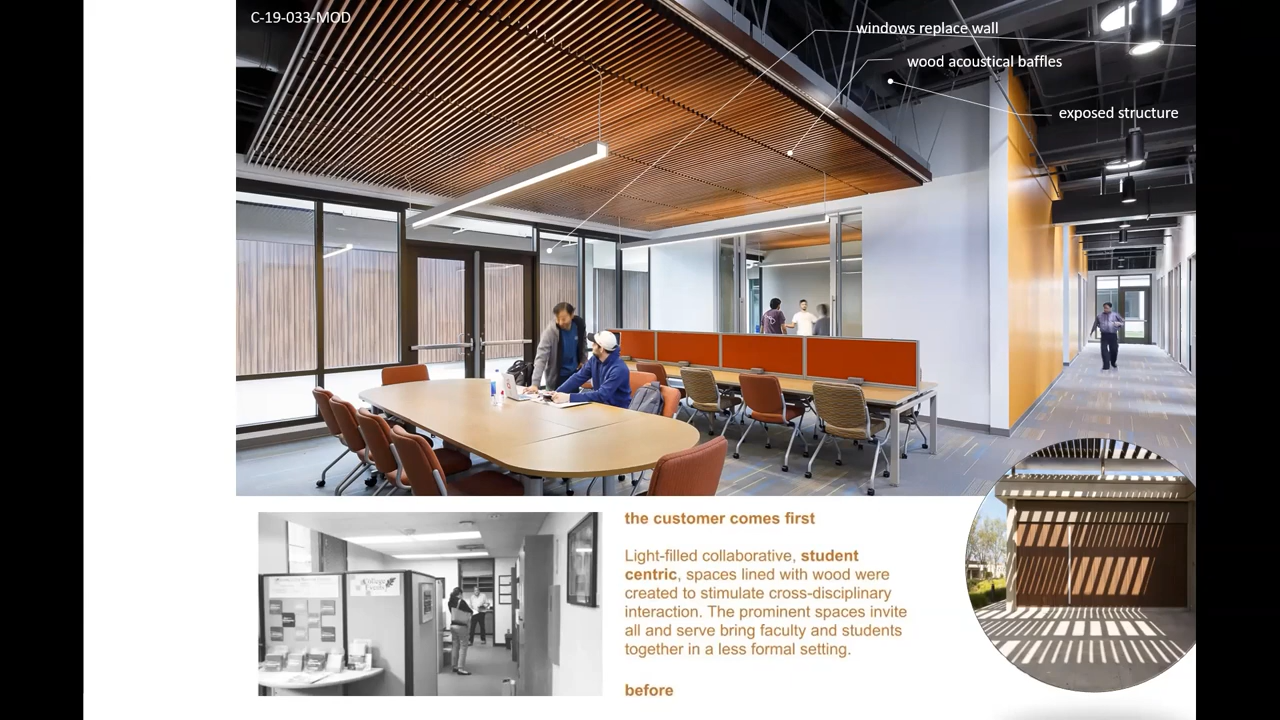 C-19-033-MOD
windows replace wall
wood acoustical baffles
exposed structure
the customer comes first
Light-filled collaborative, student
centric, spaces lined with wood were
created to stimulate cross-disciplinary
interaction. The prominent spaces invite
all and serve bring faculty and students
together in a less formal setting.
before